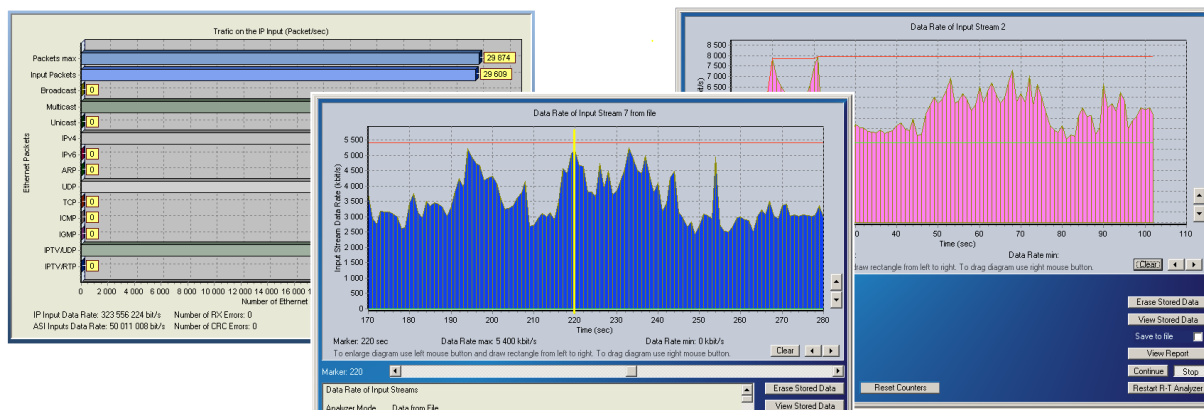 Trafic on the IP Input (Packet/sec)
Ethernet Packets
Packets max
29 874
Input Packets
29 609
Broadcast
0
Multicast
Unicast
0
IPv4
IPv6
0
ARP
0
UDP
TCP
0
ICMP
0
IGMP
0
IPTV/UDP
IPTV/RTP
0
0 2 000 4 000 6 000 8 000 10 000 12 000 14 000 16 000
Number of Ethernet
IP Input Data Rate: 323 556 224 bit/s Number of RX Errors: 0
ASI Inputs Data Rate: 50 011 008 bit/s Number of CRC Errors: 0
Data Rate of Input Stream 7 from file
Input Stream Data Rate (kbit/s)
5 500
5 000
4 500
4 000
3 500
3 000
2 500
2 000
1 500
1 000
500
0
170 180 190 200 210 220 230 240 250 260 270 280
Time (sec)
Marker: 220 sec Data Rate max: 5 400 kbit/s Data Rate min: 0 kbit/s
To enlarge diagram use left mouse button and draw rectangle from left to right. To drag diagram use right mouse button.
Clear
Marker: 220
Data Rate of Input Streams
Analyzer Mode Data from File
Erase Stored Data
View Stored Data
Data Rate of Input Stream 2
8 500
8 000
7 500
7 000
6 500
40 50 60 70 80 90 100 110
Time (sec)
Data Rate min:
draw rectangle from left to right. To drag diagram use right mouse button.
Clear
Erase Stored Data
View Stored Data
Save to file
View Report
Continue Stop
Reset Counters
Restart R-T Analyzer